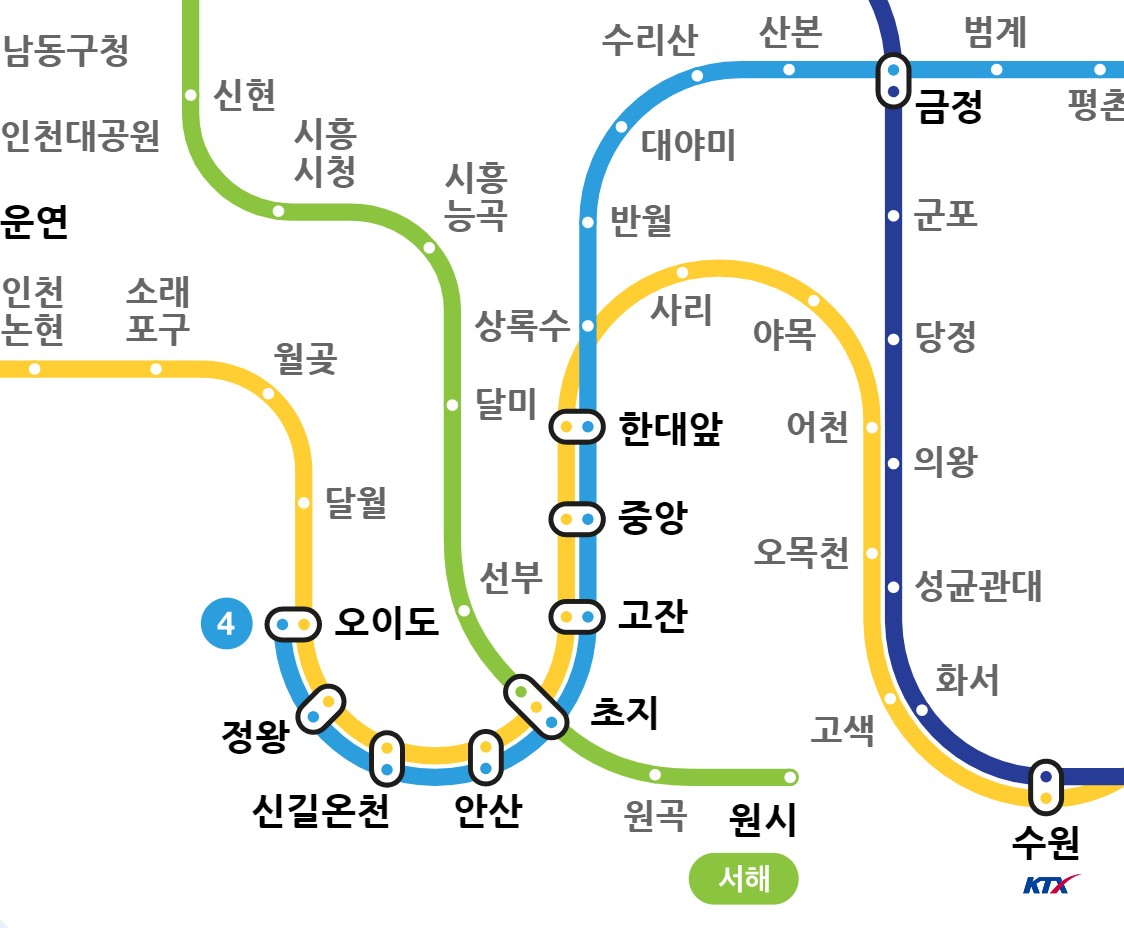 남동구청
신현
인천대공원
시흥
시청
시흥
능곡
운연
인천
논현
소래
포구
월곶
달월
수리산
산본
범계
금정
평촌
대야미
반월
군포
상록수
사리
야목
당정
달미
한대앞
어천
의왕
중앙
오목천
선부
성균관대
4
오이도
고잔
화서
정왕
초지
고색
신길온천
안산
원곡
원시
수원
서해
KTX